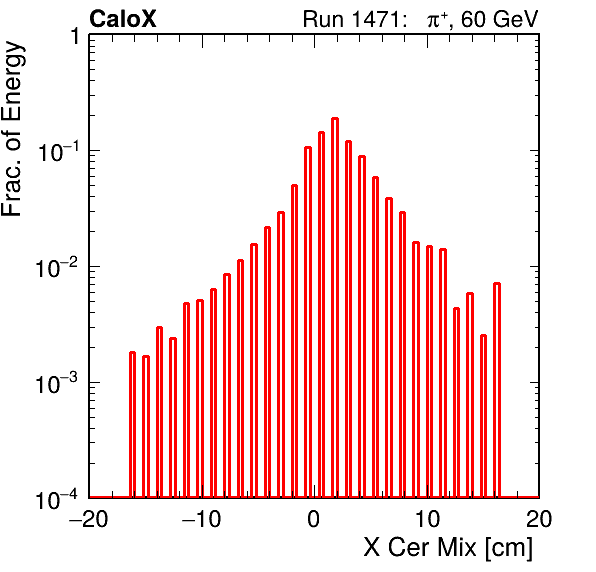 CaloX Run 1471: π⁺, 60 GeV
Frac. of Energy
1
10⁻¹
10⁻²
10⁻³
10⁻⁴
−20 −10 0 10 20
X Cer Mix [cm]